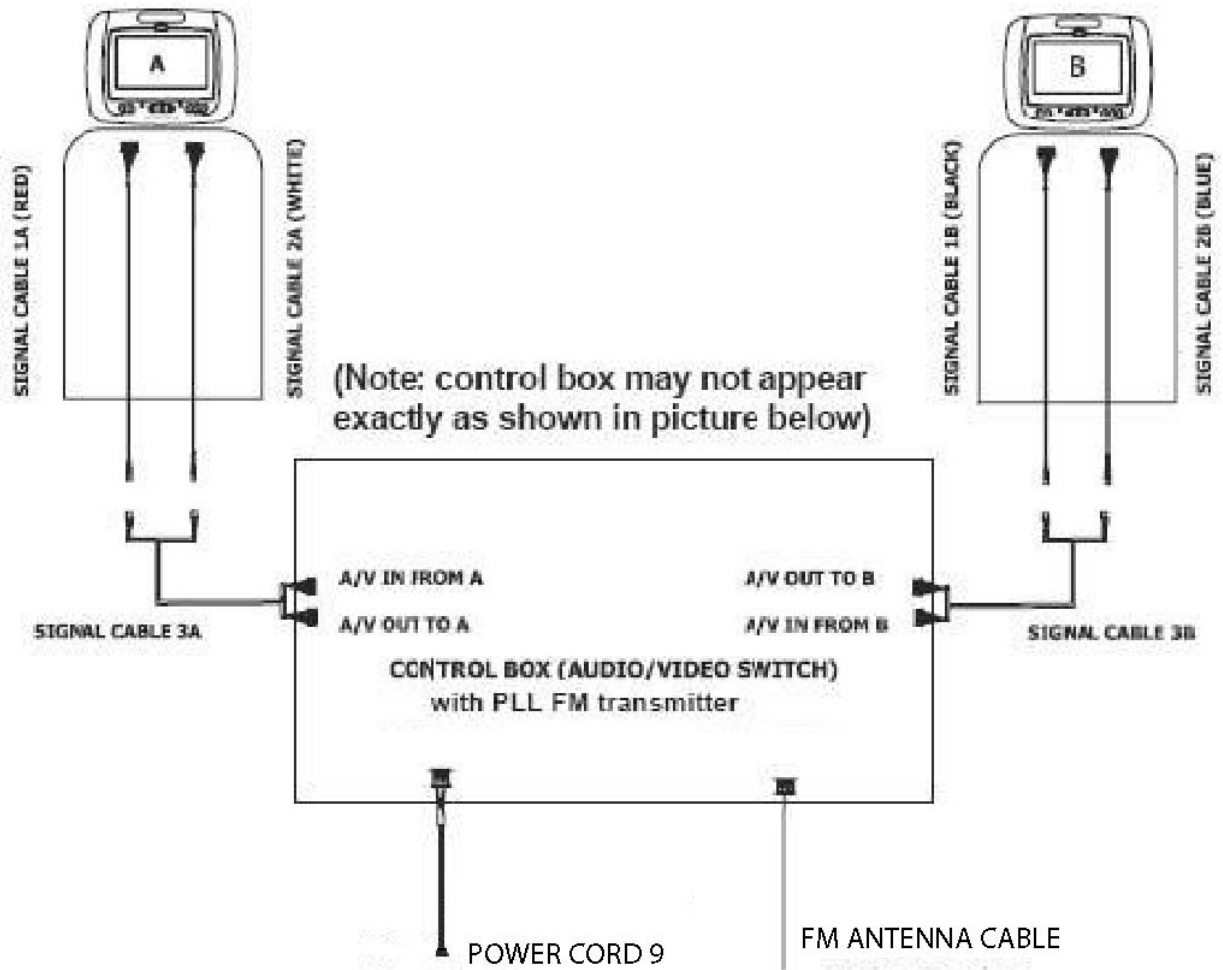 A
B
SIGNAL CABLE 1A (RED)
SIGNAL CABLE 2A (WHITE)
SIGNAL CABLE 1B (BLACK)
SIGNAL CABLE 2B (BLUE)
(Note: control box may not appear
exactly as shown in picture below)
A/V IN FROM A
A/V OUT TO B
A/V OUT TO A
A/V IN FROM B
SIGNAL CABLE 3A
SIGNAL CABLE 3B
CONTROL BOX (AUDIO/VIDEO SWITCH)
with PLL FM transmitter
POWER CORD 9
FM ANTENNA CABLE